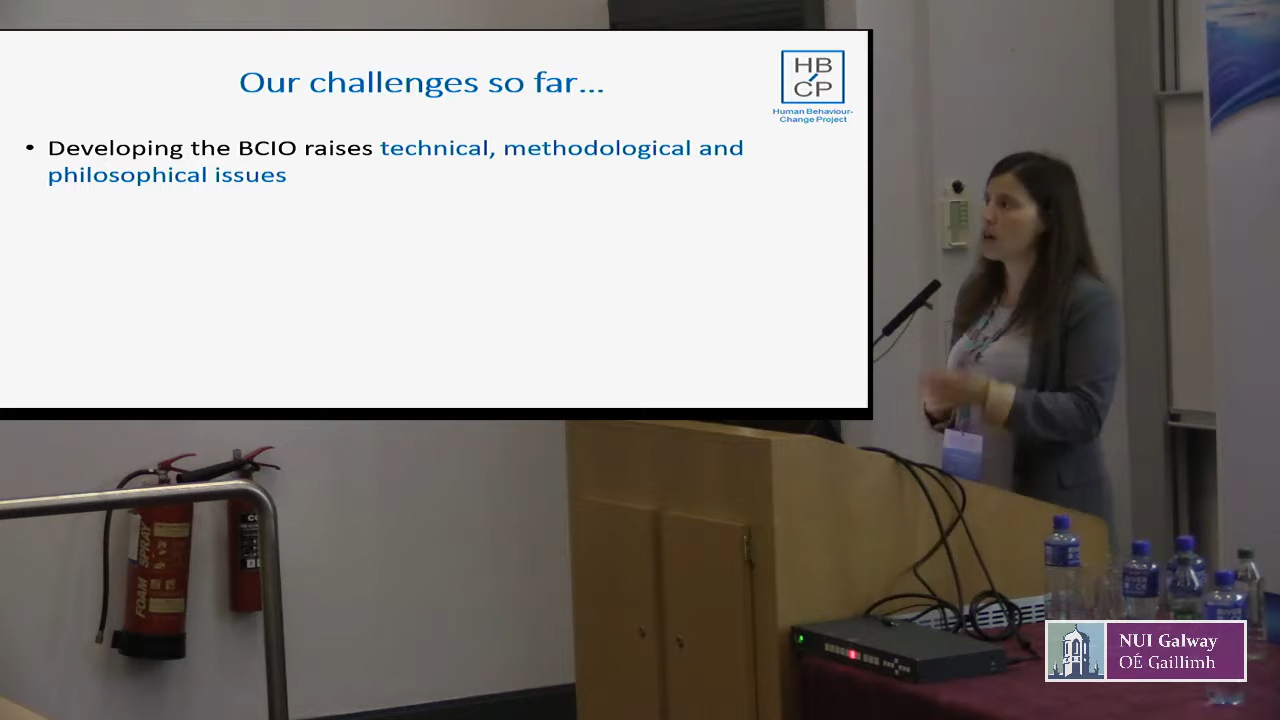 Our challenges so far...
HB
CP
Human Behaviour-
Change Project
• Developing the BCIO raises technical, methodological and
philosophical issues
FOAM SPRAY
CO
NUI Galway
OÉ Gaillimh